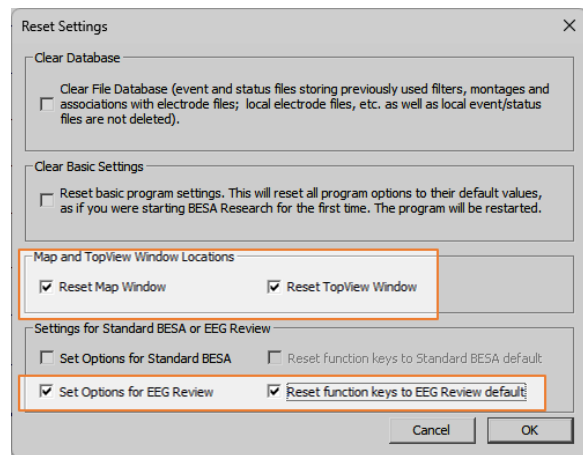 Reset Settings
Clear Database
Clear File Database (event and status files storing previously used filters, montages and
associations with electrode files; local electrode files, etc. as well as local event/status
files are not deleted).
Clear Basic Settings
Reset basic program settings. This will reset all program options to their default values,
as if you were starting BESA Research for the first time. The program will be restarted.
Map and TopView Window Locations
Reset Map Window Reset TopView Window
Settings for Standard BESA or EEG Review
Set Options for Standard BESA Reset function keys to Standard BESA default
Set Options for EEG Review Reset function keys to EEG Review default
Cancel OK